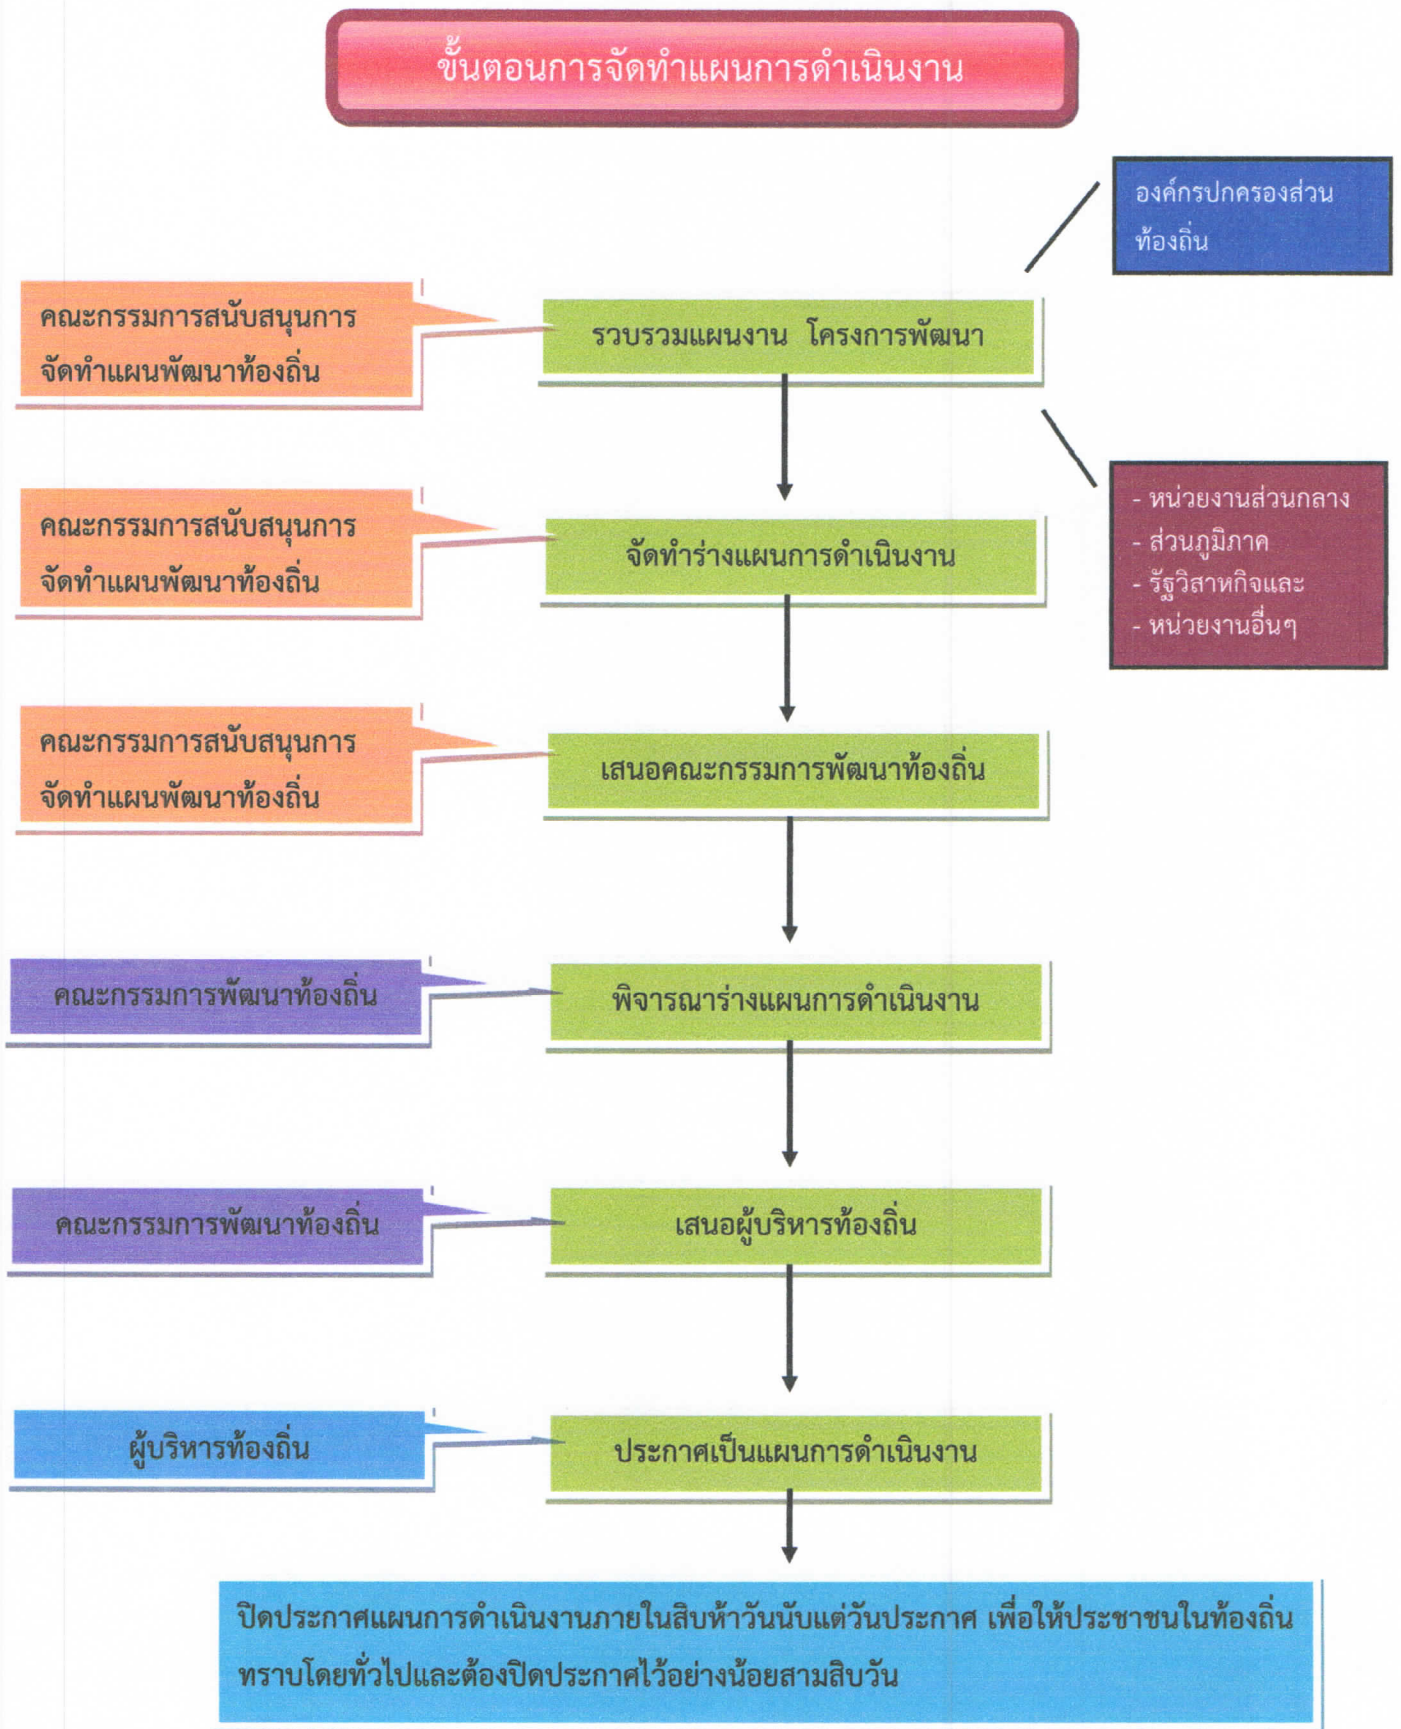 ขั้นตอนการจัดทำแผนการดำเนินงาน
องค์กรปกครองส่วน
ท้องถิ่น
คณะกรรมการสนับสนุนการ
จัดทำแผนพัฒนาท้องถิ่น
รวบรวมแผนงาน โครงการพัฒนา
- หน่วยงานส่วนกลาง
- ส่วนภูมิภาค
- รัฐวิสาหกิจและ
- หน่วยงานอื่นๆ
คณะกรรมการสนับสนุนการ
จัดทำแผนพัฒนาท้องถิ่น
จัดทำร่างแผนการดำเนินงาน
คณะกรรมการสนับสนุนการ
จัดทำแผนพัฒนาท้องถิ่น
เสนอคณะกรรมการพัฒนาท้องถิ่น
คณะกรรมการพัฒนาท้องถิ่น
พิจารณาร่างแผนการดำเนินงาน
คณะกรรมการพัฒนาท้องถิ่น
เสนอผู้บริหารท้องถิ่น
ผู้บริหารท้องถิ่น
ประกาศเป็นแผนการดำเนินงาน
ปิดประกาศแผนการดำเนินงานภายในสิบห้าวันนับแต่วันประกาศ เพื่อให้ประชาชนในท้องถิ่น
ทราบโดยทั่วไปและต้องปิดประกาศไว้อย่างน้อยสามสิบวัน